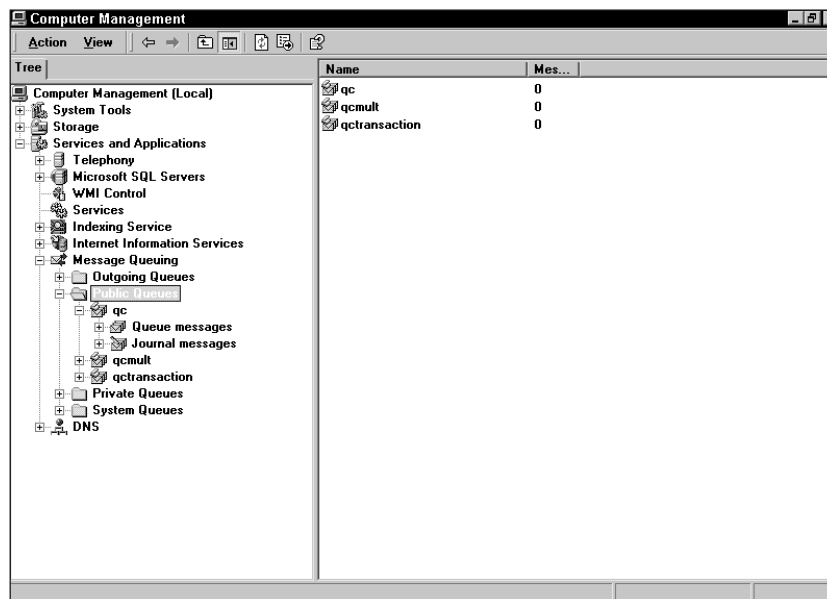 Computer Management
Action View
Tree
Computer Management (Local)
System Tools
Storage
Services and Applications
Telephony
Microsoft SQL Servers
WMI Control
Services
Indexing Service
Internet Information Services
Message Queuing
Outgoing Queues
Public Queues
qc
Queue messages
Journal messages
qcmult
qctransaction
Private Queues
System Queues
DNS
Name Mes...
qc 0
qcmult 0
qctransaction 0